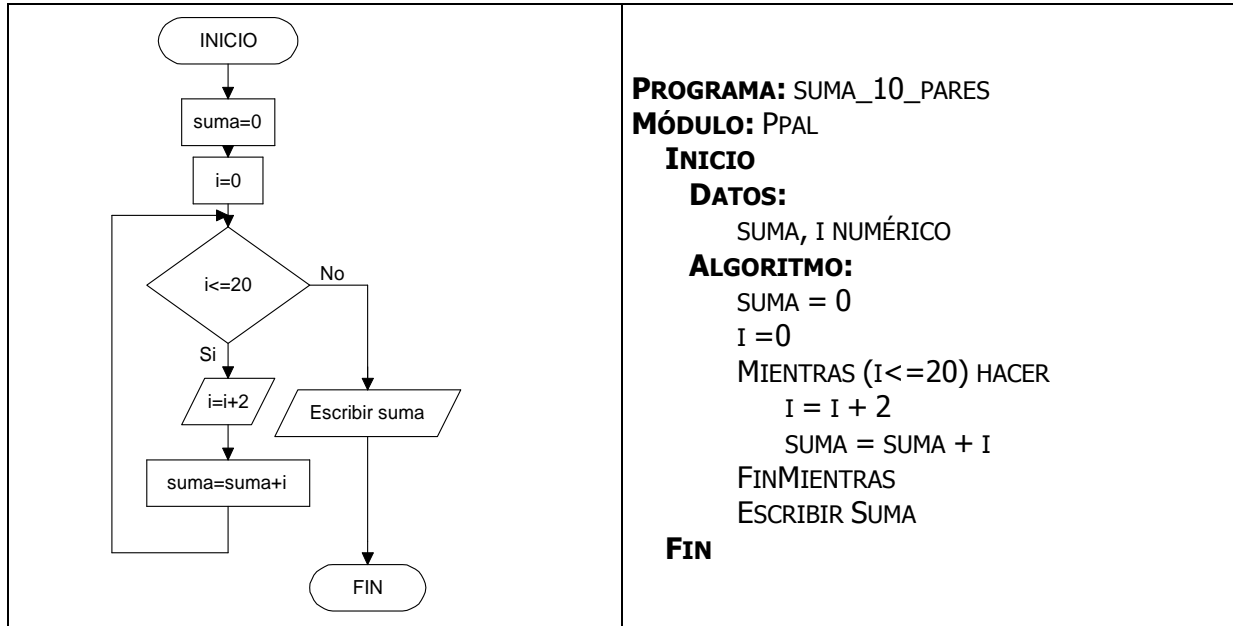 INICIO
suma=0
i=0
i<=20
No
Si
i=i+2
Escribir suma
suma=suma+i
FIN
PROGRAMA: SUMA_10_PARES
MÓDULO: PPAL
INICIO
DATOS:
SUMA, I NUMÉRICO
ALGORITMO:
SUMA = 0
I =0
MIENTRAS (I<=20) HACER
I = I + 2
SUMA = SUMA + I
FINMIENTRAS
ESCRIBIR SUMA
FIN